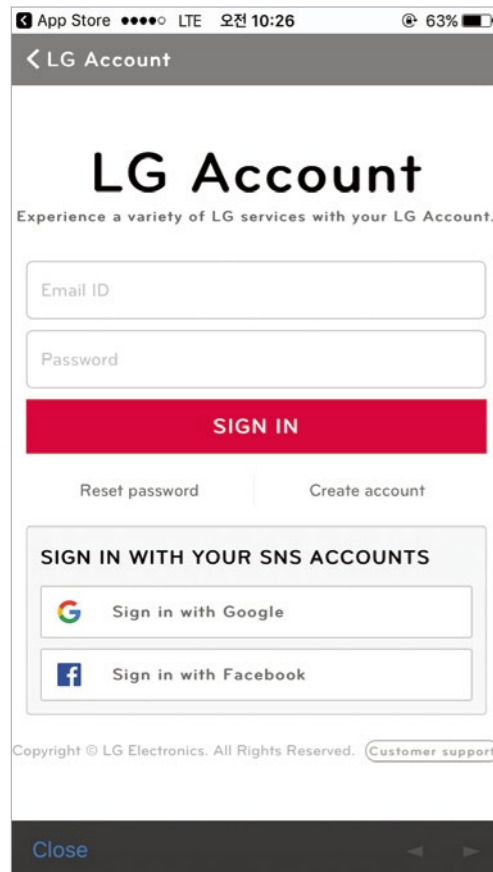 App Store LTE 오전 10:26 63%
LG Account
LG Account
Experience a variety of LG services with your LG Account.
Email ID
Password
SIGN IN
Reset password Create account
SIGN IN WITH YOUR SNS ACCOUNTS
Sign in with Google
Sign in with Facebook
Copyright © LG Electronics. All Rights Reserved. Customer support
Close